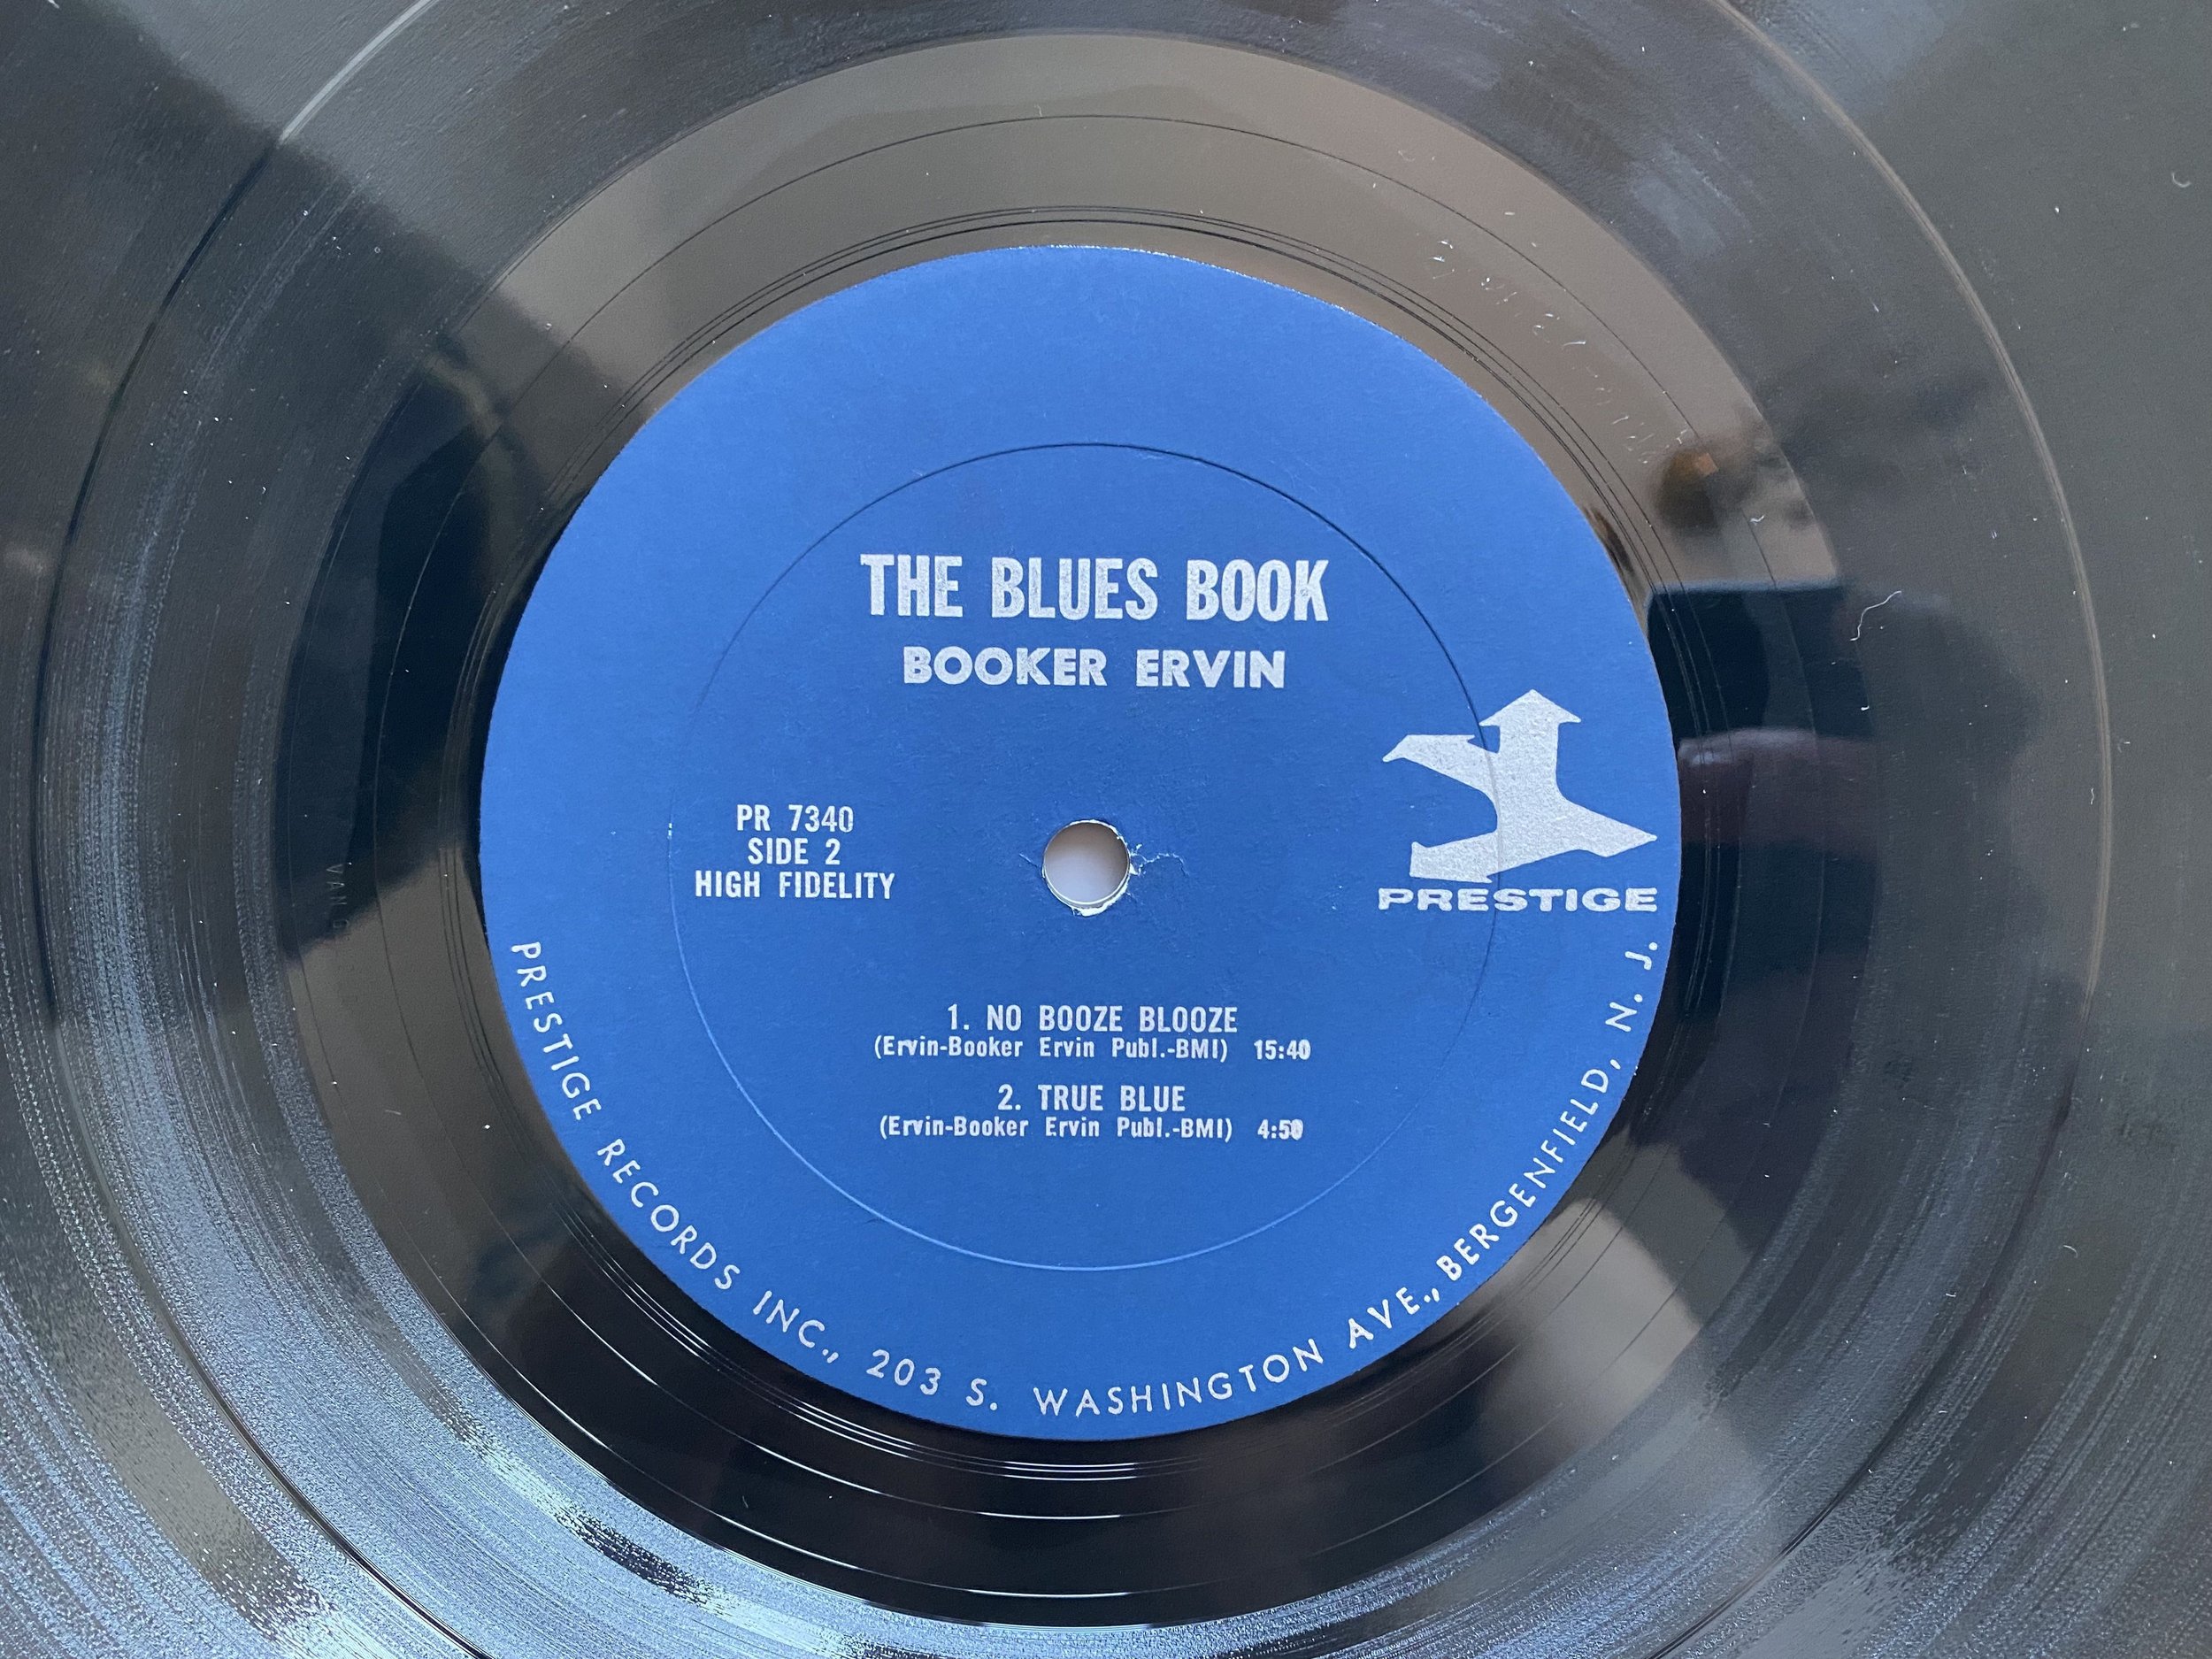 THE BLUES BOOK
BOOKER ERVIN
PR 7340
SIDE 2
HIGH FIDELITY
PRESTIGE
1. NO BOOZE BLOOZE
(Ervin-Booker Ervin Publ.-BMI) 15:40
2. TRUE BLUE
(Ervin-Booker Ervin Publ.-BMI) 4:50
PRESTIGE RECORDS INC., 203 S. WASHINGTON AVE., BERGENFIELD, N. J.